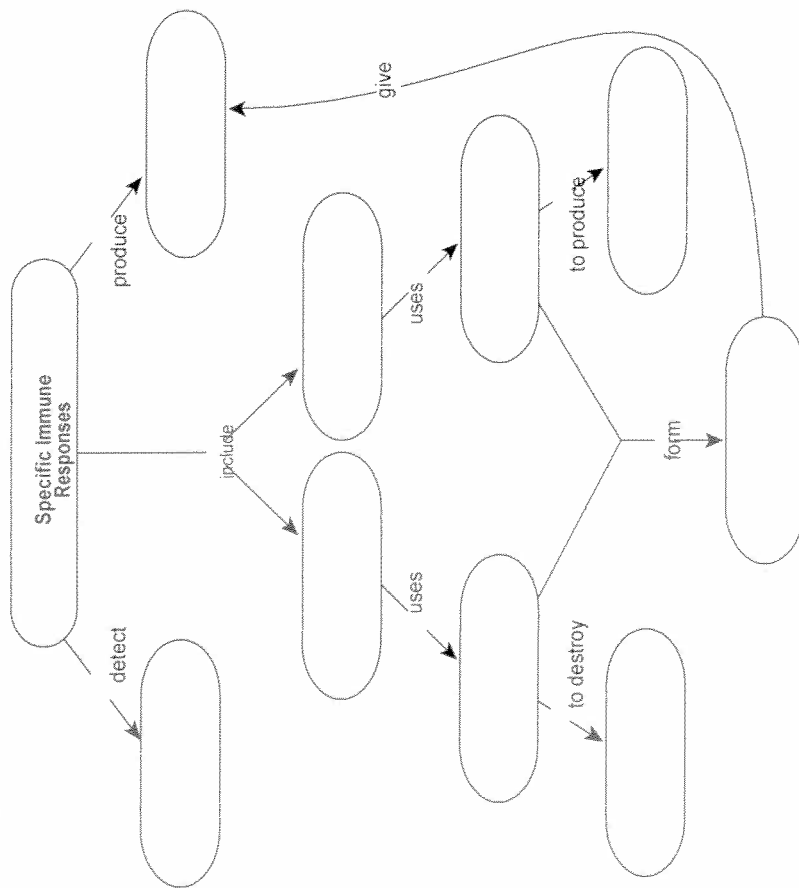 Specific Immune
Responses
detect
produce
include
uses
uses
give
to destroy
to produce
form